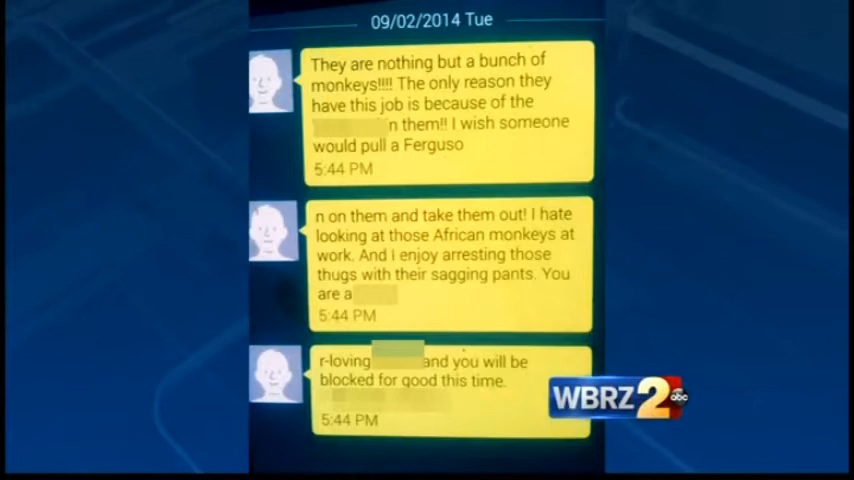 09/02/2014 Tue
They are nothing but a bunch of
monkeys!!!! The only reason they
have this job is because of the
n them!! I wish someone
would pull a Ferguso
5:44 PM
n on them and take them out! I hate
looking at those African monkeys at
work. And I enjoy arresting those
thugs with their sagging pants. You
are a
5:44 PM
r-loving and you will be
blocked for good this time.
5:44 PM
WBRZ 2 abc